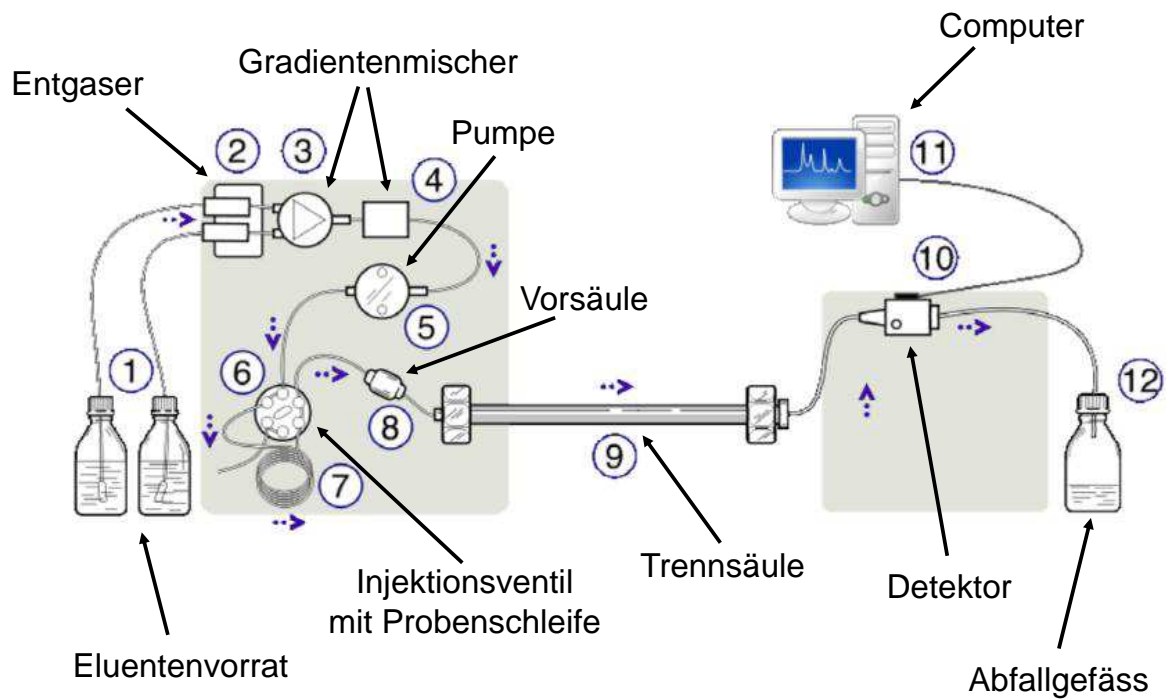 Computer
Gradientenmischer
Entgaser
Pumpe
2
3
4
11
10
Vorsäule
5
1
6
12
8
9
7
Trennsäule
Injektionsventil
mit Probenschleife
Detektor
Eluentenvorrat
Abfallgefäss